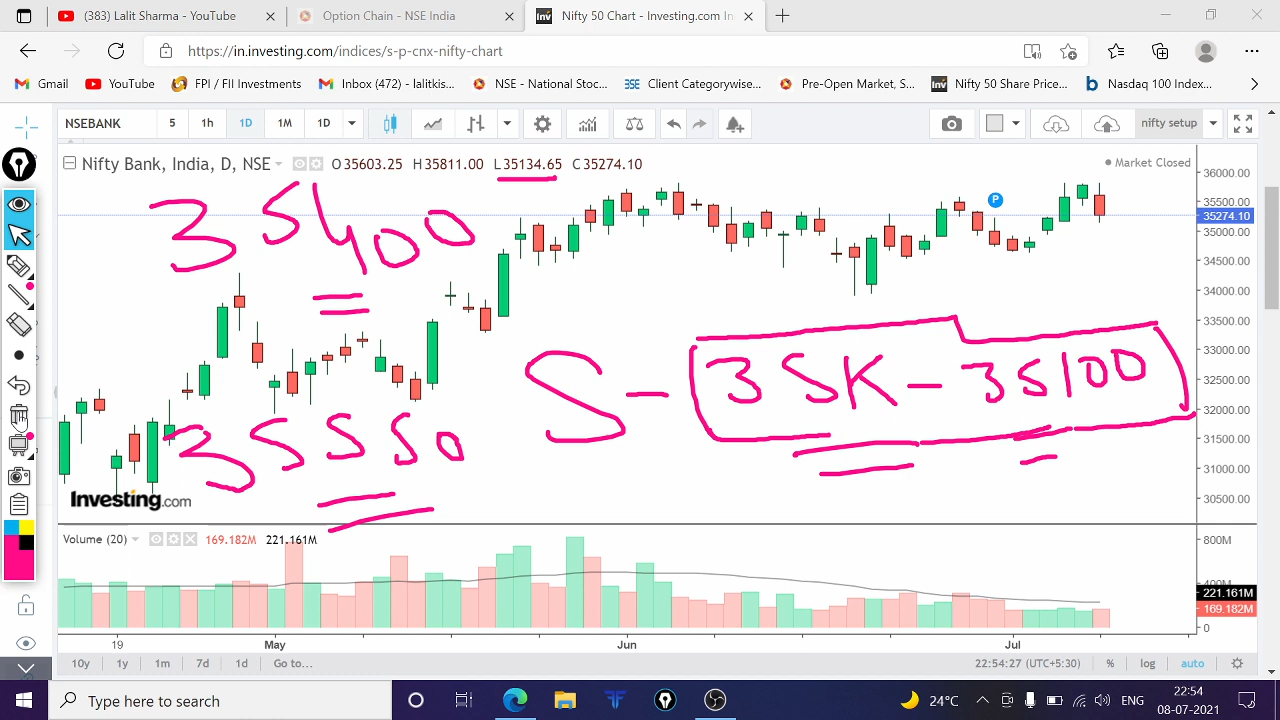 (383) Lalit Sharma - YouTube
Option Chain - NSE India
Nifty 50 Chart - Investing.com In
https://in.investing.com/indices/s-p-cnx-nifty-chart
Gmail
YouTube
FPI / FII Investments
Inbox (472) - lalitkis...
NSE - National Stoc...
Client Categorywise...
Pre-Open Market, S...
Nifty 50 Share Price...
Nasdaq 100 Index...
NSEBANK
5
1h
1D
1M
1D
nifty setup
Nifty Bank, India, D, NSE
O35603.25 H35811.00 L35134.65 C35274.10
Market Closed
36000.00
35500.00
35274.10
35000.00
34500.00
34000.00
33500.00
33000.00
32500.00
32000.00
31500.00
31000.00
30500.00
P
35400
S - 35K - 35100
35550
Investing.com
Volume (20)
169.182M 221.161M
800M
400M
221.161M
169.182M
0
19 May Jun Jul
10y 1y 1m 7d 1d Go to...
22:54:27 (UTC+5:30) % log auto
Type here to search
24°C
ENG
22:54
08-07-2021